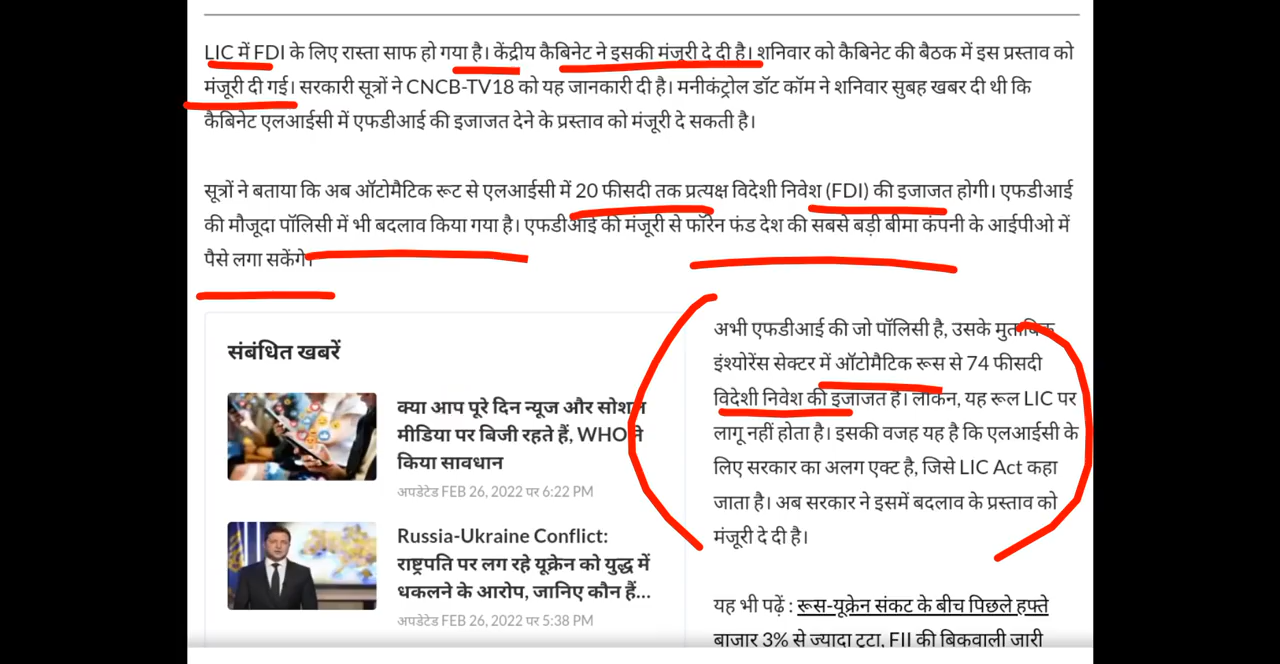 LIC में FDI के लिए रास्ता साफ हो गया है। केंद्रीय कैबिनेट ने इसकी मंजूरी दे दी है। शनिवार को कैबिनेट की बैठक में इस प्रस्ताव को
मंजूरी दी गई। सरकारी सूत्रों ने CNCB-TV18 को यह जानकारी दी है। मनीकंट्रोल डॉट कॉम ने शनिवार सुबह खबर दी थी कि
कैबिनेट एलआईसी में एफडीआई की इजाजत देने के प्रस्ताव को मंजूरी दे सकती है।
सूत्रों ने बताया कि अब ऑटोमैटिक रूट से एलआईसी में 20 फीसदी तक प्रत्यक्ष विदेशी निवेश (FDI) की इजाजत होगी। एफडीआई
की मौजूदा पॉलिसी में भी बदलाव किया गया है। एफडीआई की मंजूरी से फॉरेन फंड देश की सबसे बड़ी बीमा कंपनी के आईपीओ में
पैसे लगा सकेंगे।
संबंधित खबरें
क्या आप पूरे दिन न्यूज और सोशल
मीडिया पर बिजी रहते हैं, WHO ने
किया सावधान
अपडेटेड FEB 26, 2022 पर 6:22 PM
Russia-Ukraine Conflict:
राष्ट्रपति पर लग रहे यूक्रेन को युद्ध में
धकलने के आरोप, जानिए कौन हैं...
अपडेटेड FEB 26, 2022 पर 5:38 PM
अभी एफडीआई की जो पॉलिसी है, उसके मुताबिक
इंश्योरेंस सेक्टर में ऑटोमैटिक रूस से 74 फीसदी
विदेशी निवेश की इजाजत है। लेकिन, यह रूल LIC पर
लागू नहीं होता है। इसकी वजह यह है कि एलआईसी के
लिए सरकार का अलग एक्ट है, जिसे LIC Act कहा
जाता है। अब सरकार ने इसमें बदलाव के प्रस्ताव को
मंजूरी दे दी है।
यह भी पढ़ें : रूस-यूक्रेन संकट के बीच पिछले हफ्ते
बाजार 3% से ज्यादा टूटा, FII की बिकवाली जारी